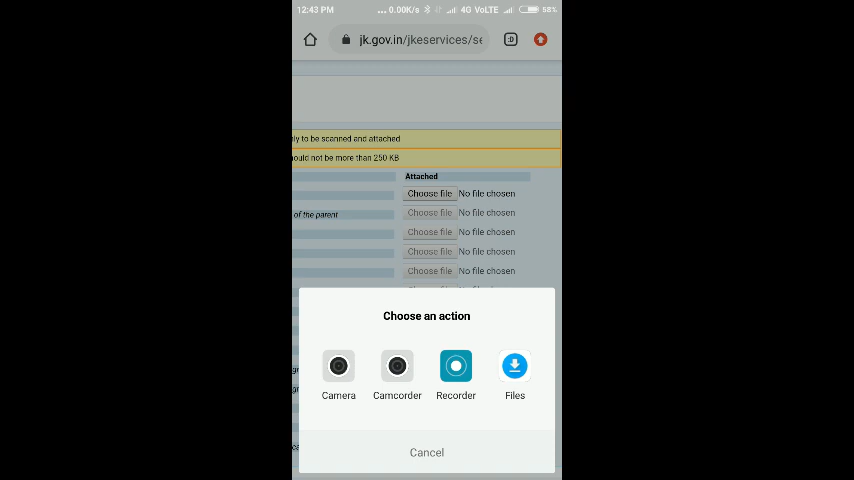 12:43 PM ... 0.00K/s 4G VoLTE 58%
jk.gov.in/jkeservices/se :D
to be scanned and attached
should not be more than 250 KB
Attached
Choose file No file chosen
of the parent Choose file No file chosen
Choose file No file chosen
Choose file No file chosen
Choose file No file chosen
Choose an action
Camera Camcorder Recorder Files
Cancel